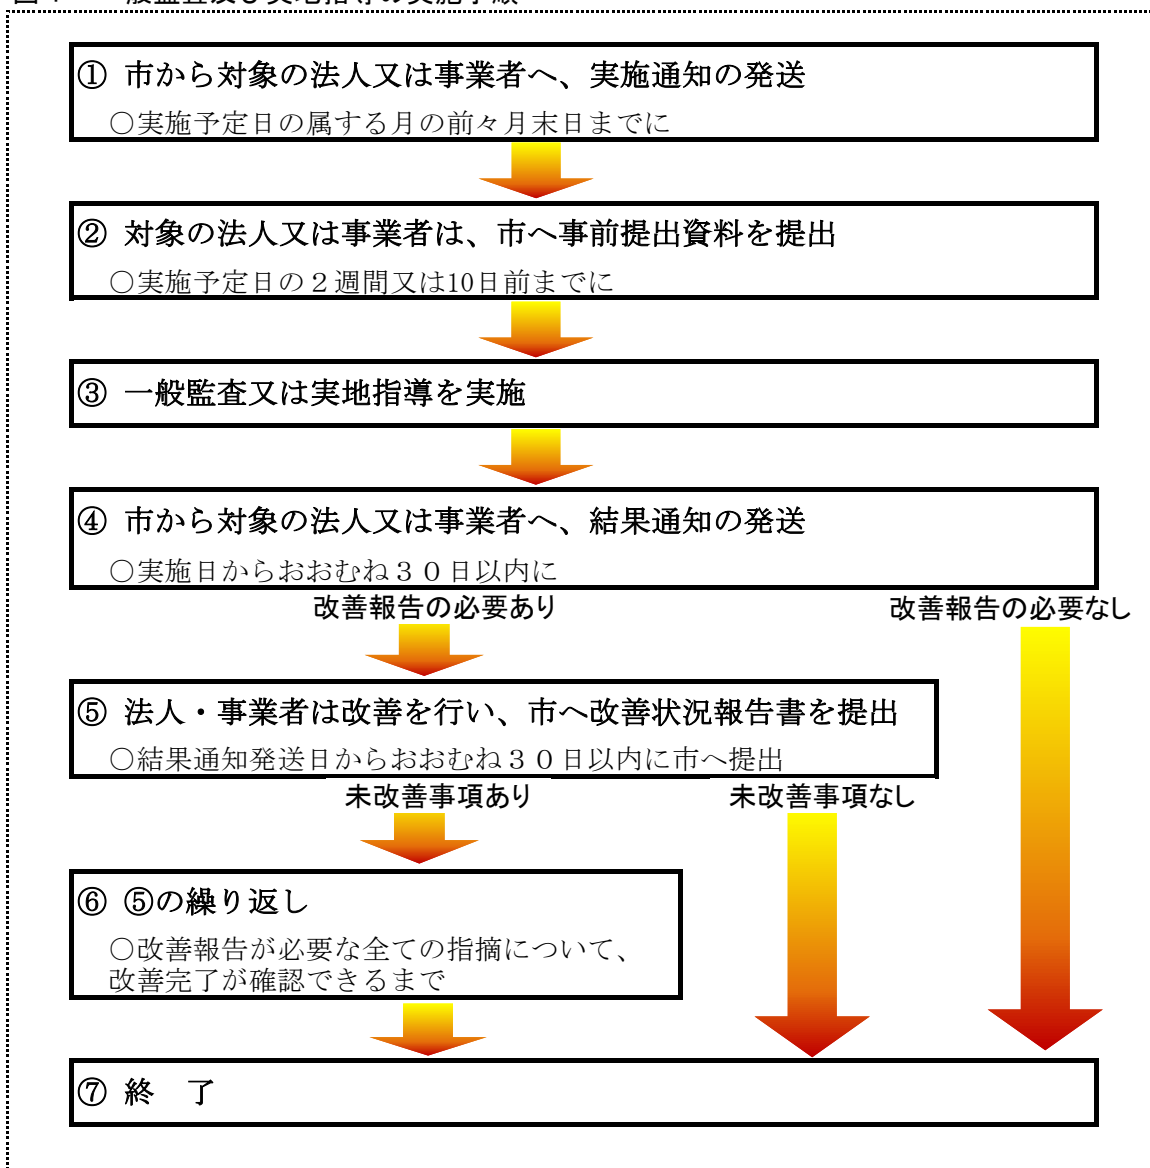 ① 市から対象の法人又は事業者へ、実施通知の発送
○実施予定日の属する月の前々月末日までに
② 対象の法人又は事業者は、市へ事前提出資料を提出
○実施予定日の２週間又は10日前までに
③ 一般監査又は実地指導を実施
④ 市から対象の法人又は事業者へ、結果通知の発送
○実施日からおおむね３０日以内に
改善報告の必要あり
改善報告の必要なし
⑤ 法人・事業者は改善を行い、市へ改善状況報告書を提出
○結果通知発送日からおおむね３０日以内に市へ提出
未改善事項あり
未改善事項なし
⑥ ⑤の繰り返し
○改善報告が必要な全ての指摘について、
改善完了が確認できるまで
⑦ 終　了